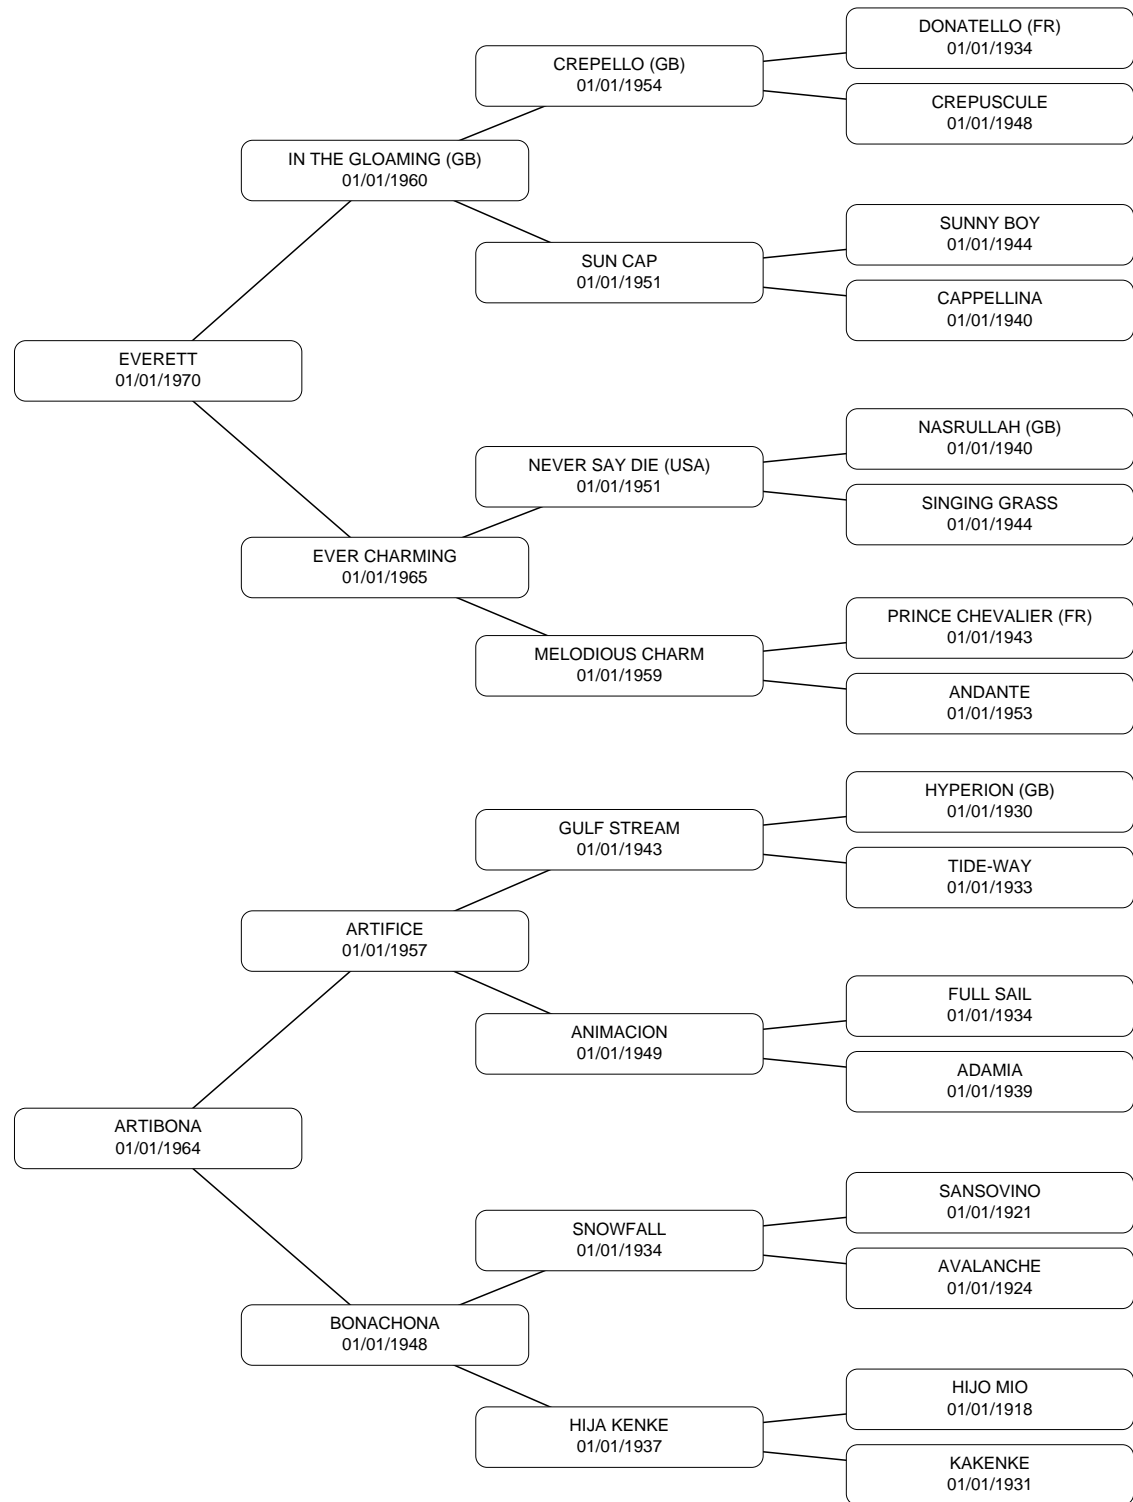 DONATELLO (FR)
01/01/1934
CREPELLO (GB)
01/01/1954
CREPUSCULE
01/01/1948
IN THE GLOAMING (GB)
01/01/1960
SUNNY BOY
01/01/1944
SUN CAP
01/01/1951
CAPPELLINA
01/01/1940
EVERETT
01/01/1970
NASRULLAH (GB)
01/01/1940
NEVER SAY DIE (USA)
01/01/1951
SINGING GRASS
01/01/1944
EVER CHARMING
01/01/1965
PRINCE CHEVALIER (FR)
01/01/1943
MELODIOUS CHARM
01/01/1959
ANDANTE
01/01/1953
HYPERION (GB)
01/01/1930
GULF STREAM
01/01/1943
TIDE-WAY
01/01/1933
ARTIFICE
01/01/1957
FULL SAIL
01/01/1934
ANIMACION
01/01/1949
ADAMIA
01/01/1939
ARTIBONA
01/01/1964
SANSOVINO
01/01/1921
SNOWFALL
01/01/1934
AVALANCHE
01/01/1924
BONACHONA
01/01/1948
HIJO MIO
01/01/1918
HIJA KENKE
01/01/1937
KAKENKE
01/01/1931